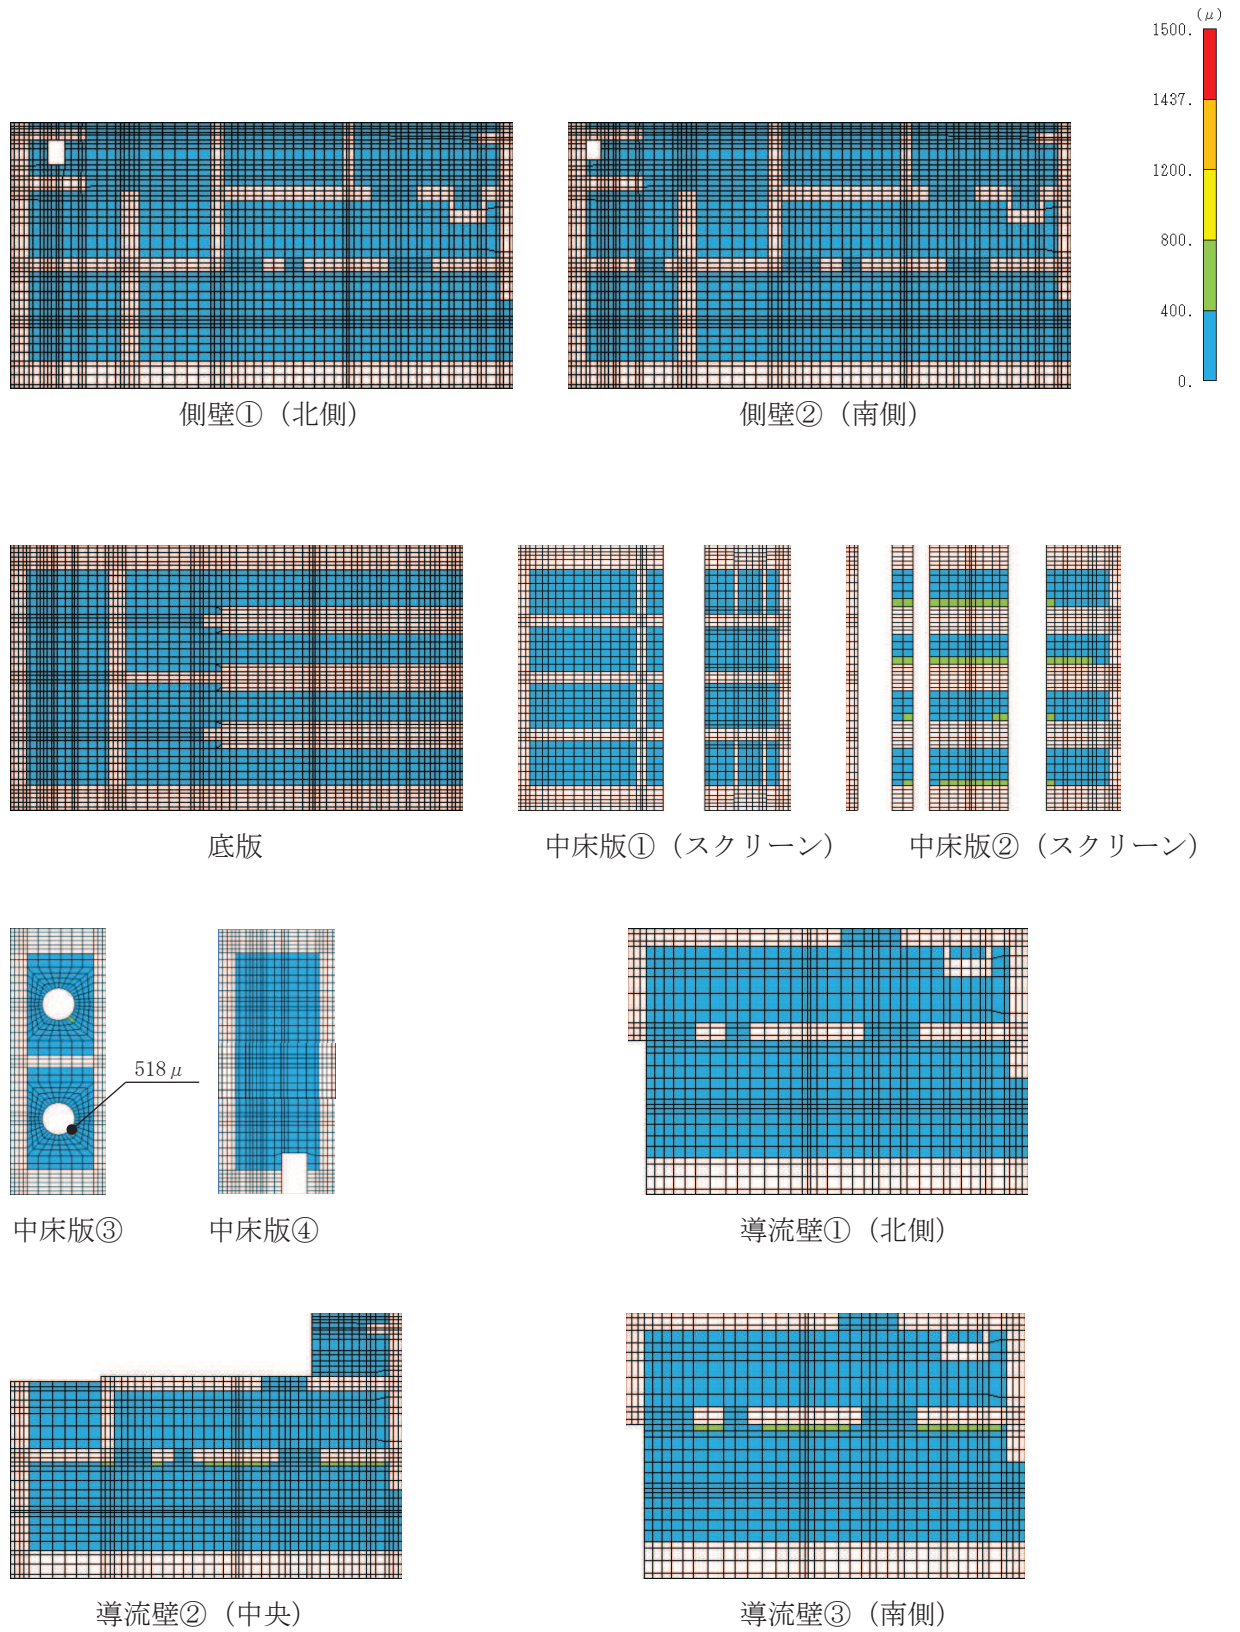 (μ)
1500.
1437.
1200.
800.
400.
0.
側壁①（北側）
側壁②（南側）
底版
中床版①（スクリーン）
中床版②（スクリーン）
518μ
中床版③
中床版④
導流壁①（北側）
導流壁②（中央）
導流壁③（南側）